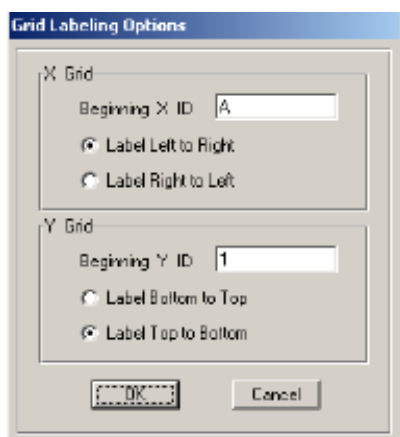 Grid Labeling Options
X Grid
Beginning X ID A
Label Left to Right
Label Right to Left
Y Grid
Beginning Y ID 1
Label Bottom to Top
Label Top to Bottom
OK Cancel